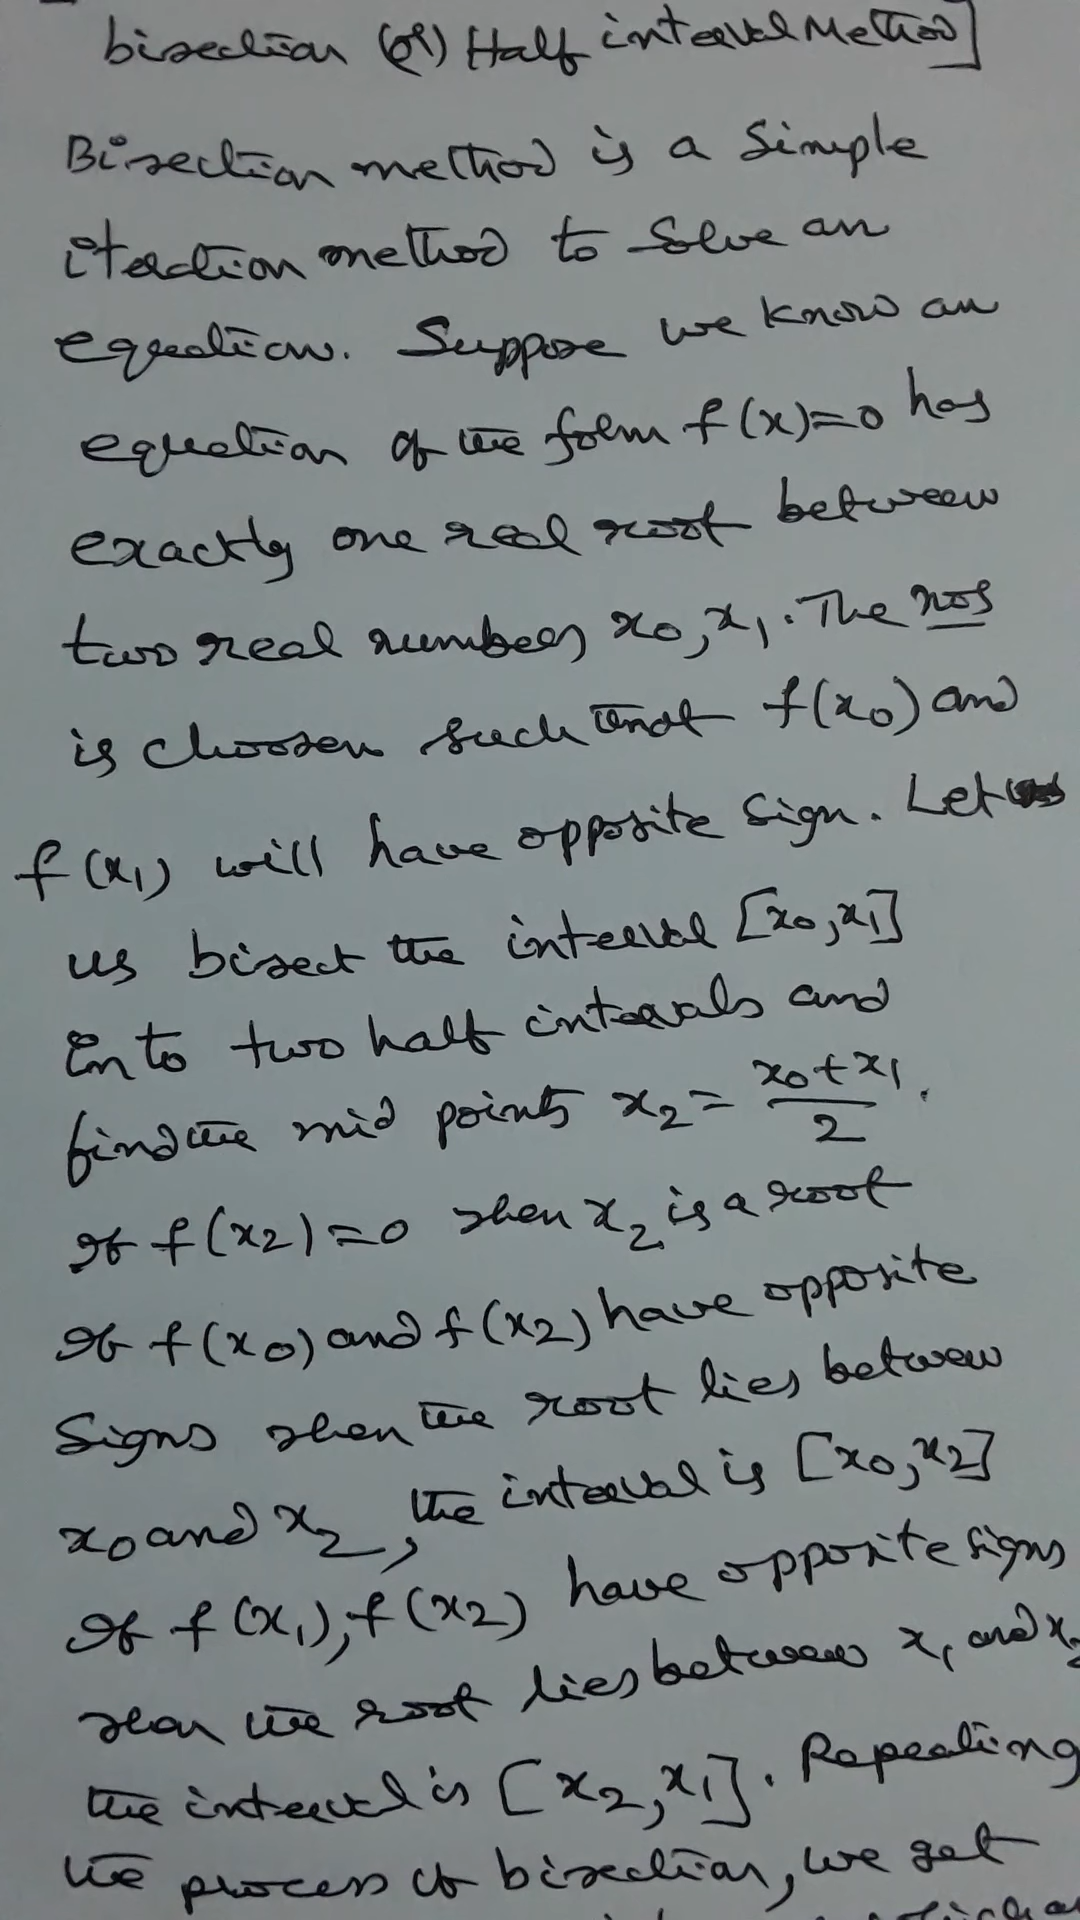 bisection (or) Half interval Method]
Bisection method is a simple
iteration method to solve an
equation. Suppose we know an
equation of the form f(x)=0 has
exactly one real root between
two real numbers x₀, x₁. The nos
is choosen such that f(x₀) and
f(x₁) will have opposite sign. Let
us bisect the interval [x₀, x₁]
into two half intervals and
find the mid points x₂ = (x₀+x₁)/2.
If f(x₂)=0 then x₂ is a root
If f(x₀) and f(x₂) have opposite
signs then the root lies between
x₀ and x₂, the interval is [x₀, x₂]
If f(x₁), f(x₂) have opposite signs
then the root lies between x₁ and x₂
the interval is [x₂, x₁]. Repeating
the process of bisection, we get